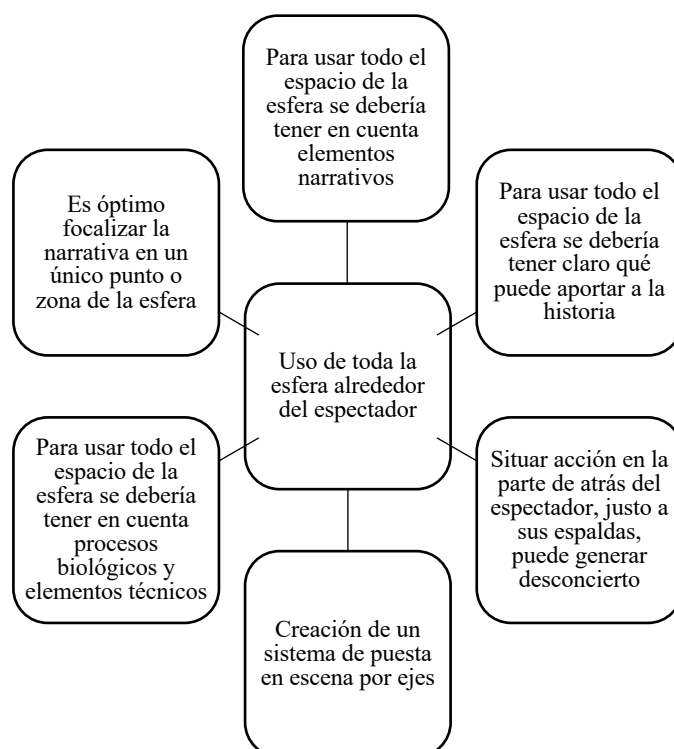 Para usar todo el
espacio de la
esfera se debería
tener en cuenta
elementos
narrativos
Es óptimo
focalizar la
narrativa en un
único punto o
zona de la esfera
Para usar todo el
espacio de la
esfera se debería
tener claro qué
puede aportar a la
historia
Uso de toda la
esfera alrededor
del espectador
Para usar todo el
espacio de la
esfera se debería
tener en cuenta
procesos
biológicos y
elementos técnicos
Situar acción en la
parte de atrás del
espectador, justo a
sus espaldas,
puede generar
desconcierto
Creación de un
sistema de puesta
en escena por ejes